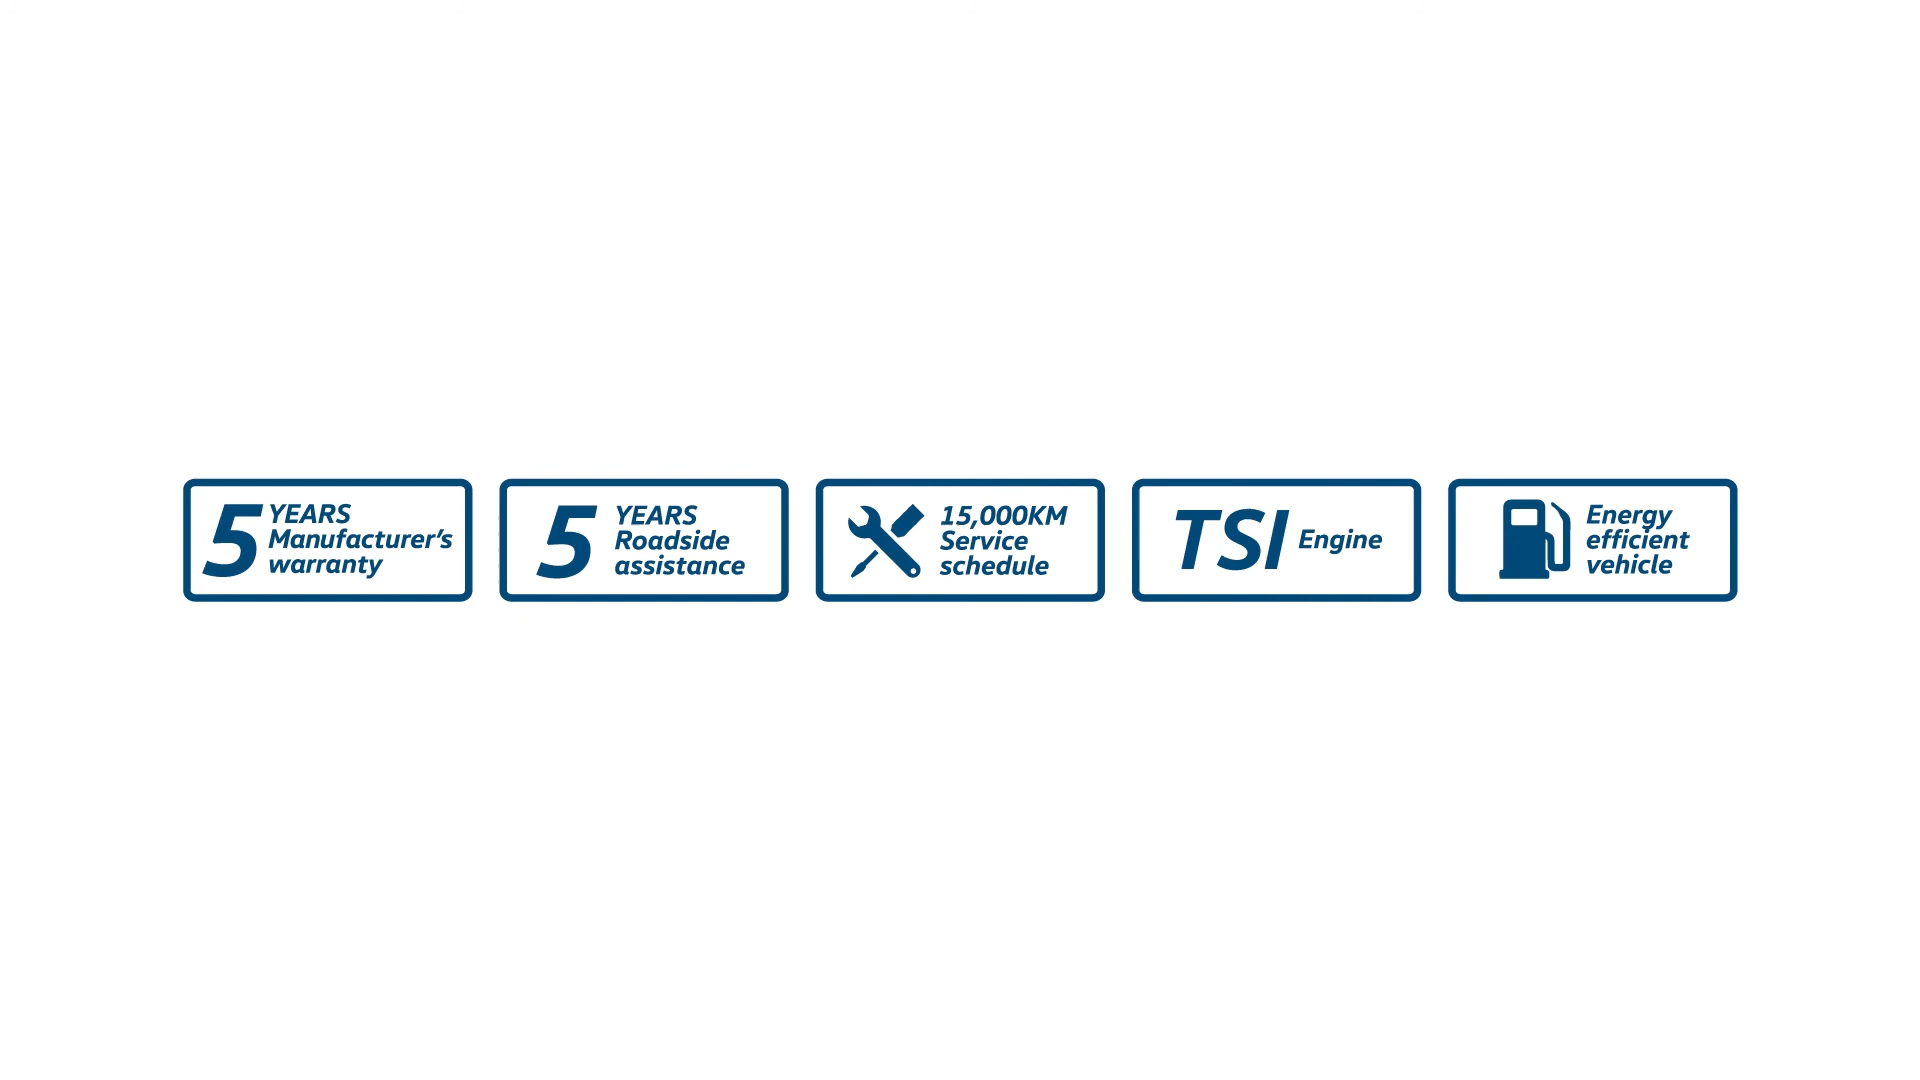 5 YEARS
Manufacturer’s
warranty
5 YEARS
Roadside
assistance
15,000KM
Service
schedule
TSI Engine
Energy
efficient
vehicle